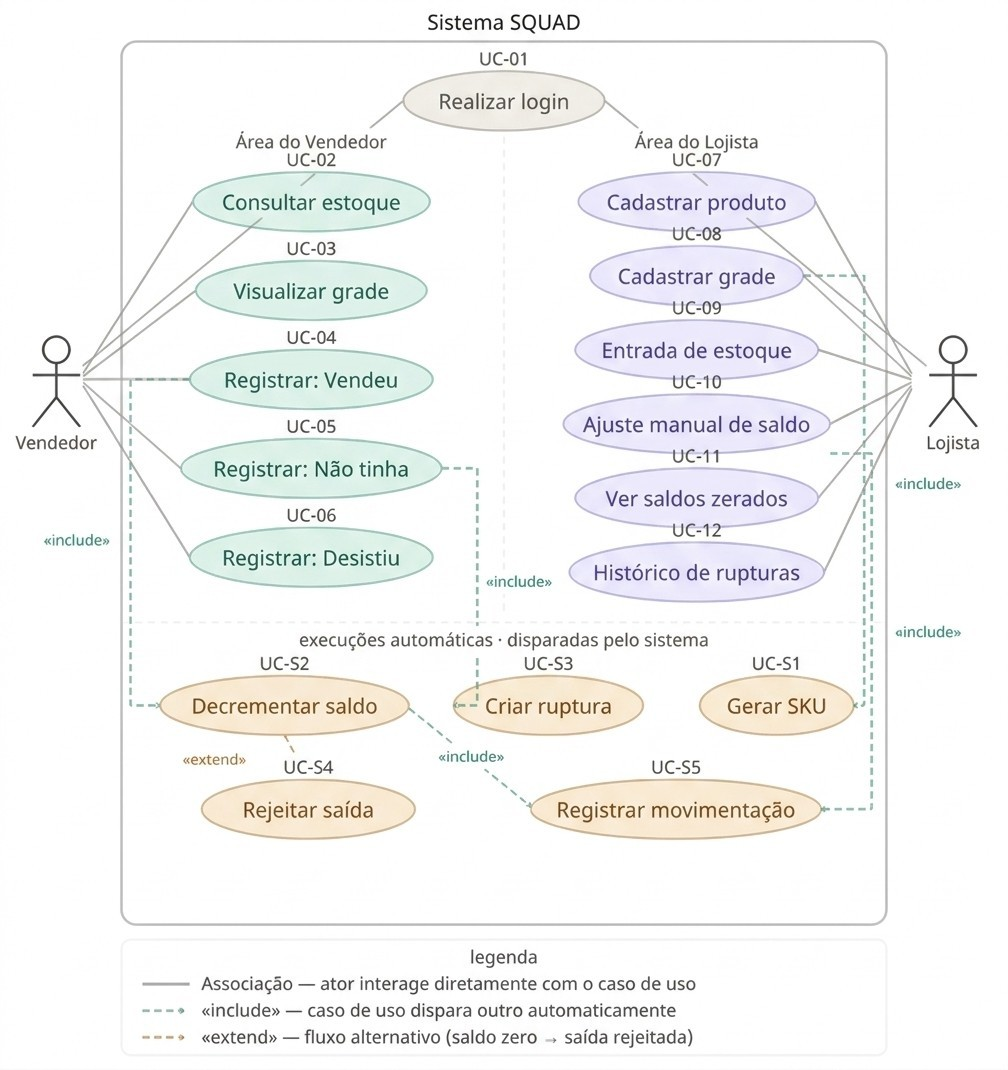 Sistema SQUAD
UC-01
Realizar login
Área do Vendedor
UC-02
Consultar estoque
UC-03
Visualizar grade
UC-04
Registrar: Vendeu
UC-05
Registrar: Não tinha
UC-06
Registrar: Desistiu
Vendedor
«include»
«include»
Área do Lojista
UC-07
Cadastrar produto
UC-08
Cadastrar grade
UC-09
Entrada de estoque
UC-10
Ajuste manual de saldo
UC-11
Ver saldos zerados
UC-12
Histórico de rupturas
Lojista
«include»
«include»
execuções automáticas · disparadas pelo sistema
UC-S2
Decrementar saldo
UC-S3
Criar ruptura
UC-S1
Gerar SKU
«extend»
«include»
UC-S4
Rejeitar saída
UC-S5
Registrar movimentação
legenda
Associação — ator interage diretamente com o caso de uso
«include» — caso de uso dispara outro automaticamente
«extend» — fluxo alternativo (saldo zero → saída rejeitada)